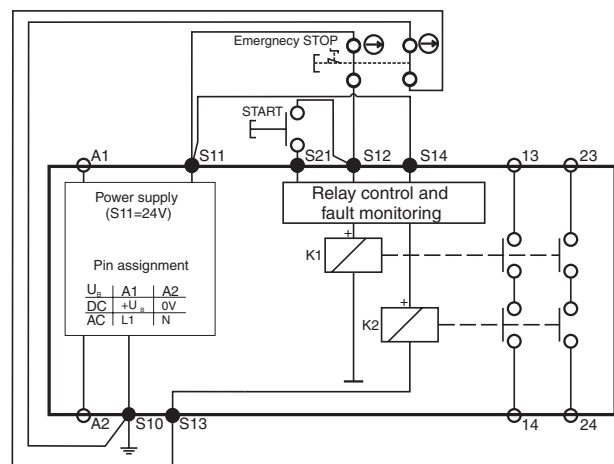 Emergnecy STOP
START
A1
S11
S21
S12
S14
13
23
Power supply
(S11=24V)
Relay control and
fault monitoring
K1
+
Pin assignment
UB A1 A2
DC +UB 0V
AC L1 N
K2
+
A2
S10
S13
14
24